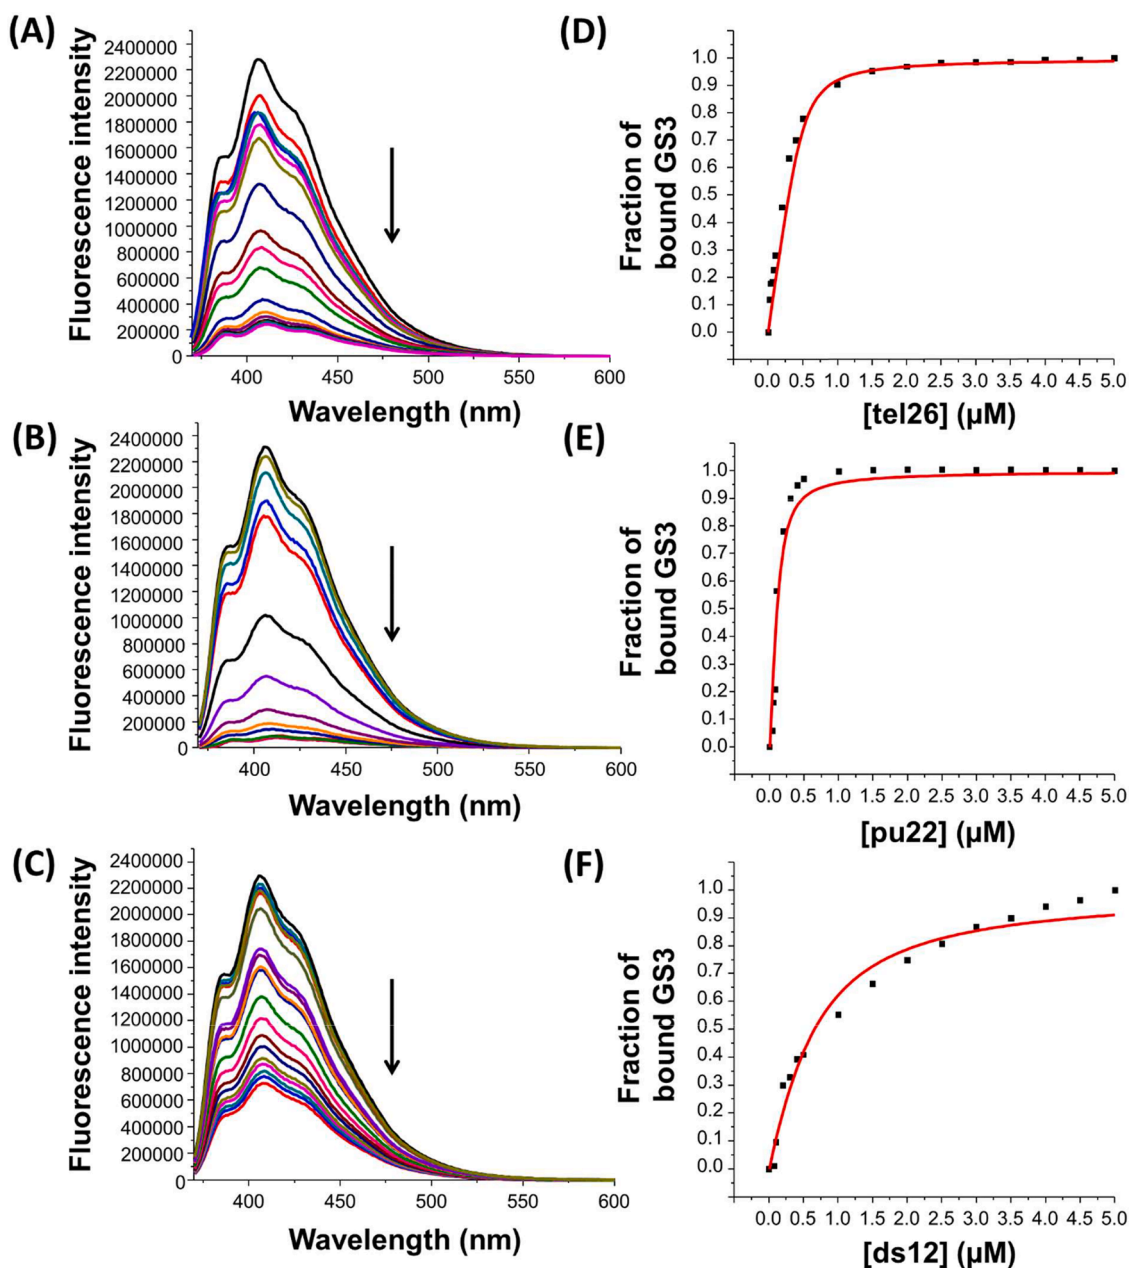 (A)
Fluorescence intensity
2400000
2200000
2000000
1800000
1600000
1400000
1200000
1000000
800000
600000
400000
200000
0
400 450 500 550 600
Wavelength (nm)
(D)
Fraction of
bound GS3
1.0
0.9
0.8
0.7
0.6
0.5
0.4
0.3
0.2
0.1
0.0
0.0 0.5 1.0 1.5 2.0 2.5 3.0 3.5 4.0 4.5 5.0
[tel26] (µM)
(B)
Fluorescence intensity
2400000
2200000
2000000
1800000
1600000
1400000
1200000
1000000
800000
600000
400000
200000
0
400 450 500 550 600
Wavelength (nm)
(E)
Fraction of
bound GS3
1.0
0.9
0.8
0.7
0.6
0.5
0.4
0.3
0.2
0.1
0.0
0.0 0.5 1.0 1.5 2.0 2.5 3.0 3.5 4.0 4.5 5.0
[pu22] (µM)
(C)
Fluorescence intensity
2400000
2200000
2000000
1800000
1600000
1400000
1200000
1000000
800000
600000
400000
200000
0
400 450 500 550 600
Wavelength (nm)
(F)
Fraction of
bound GS3
1.0
0.9
0.8
0.7
0.6
0.5
0.4
0.3
0.2
0.1
0.0
0.0 0.5 1.0 1.5 2.0 2.5 3.0 3.5 4.0 4.5 5.0
[ds12] (µM)